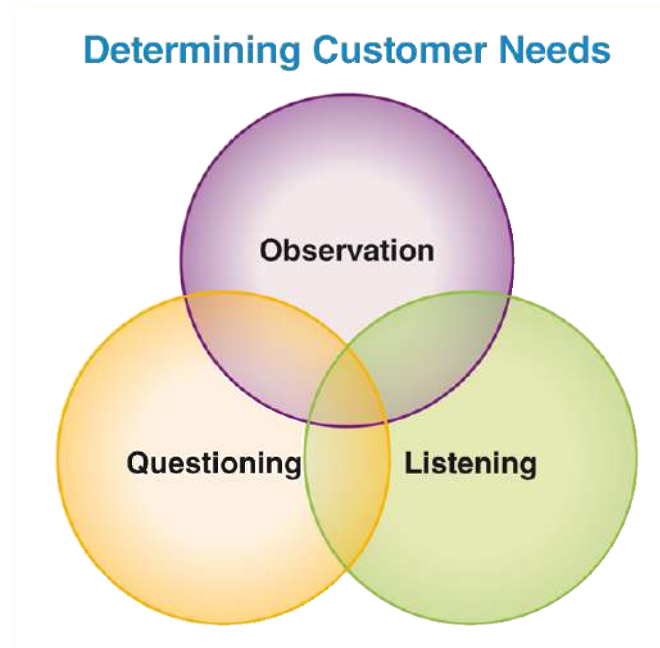 Determining Customer Needs
Observation
Questioning
Listening